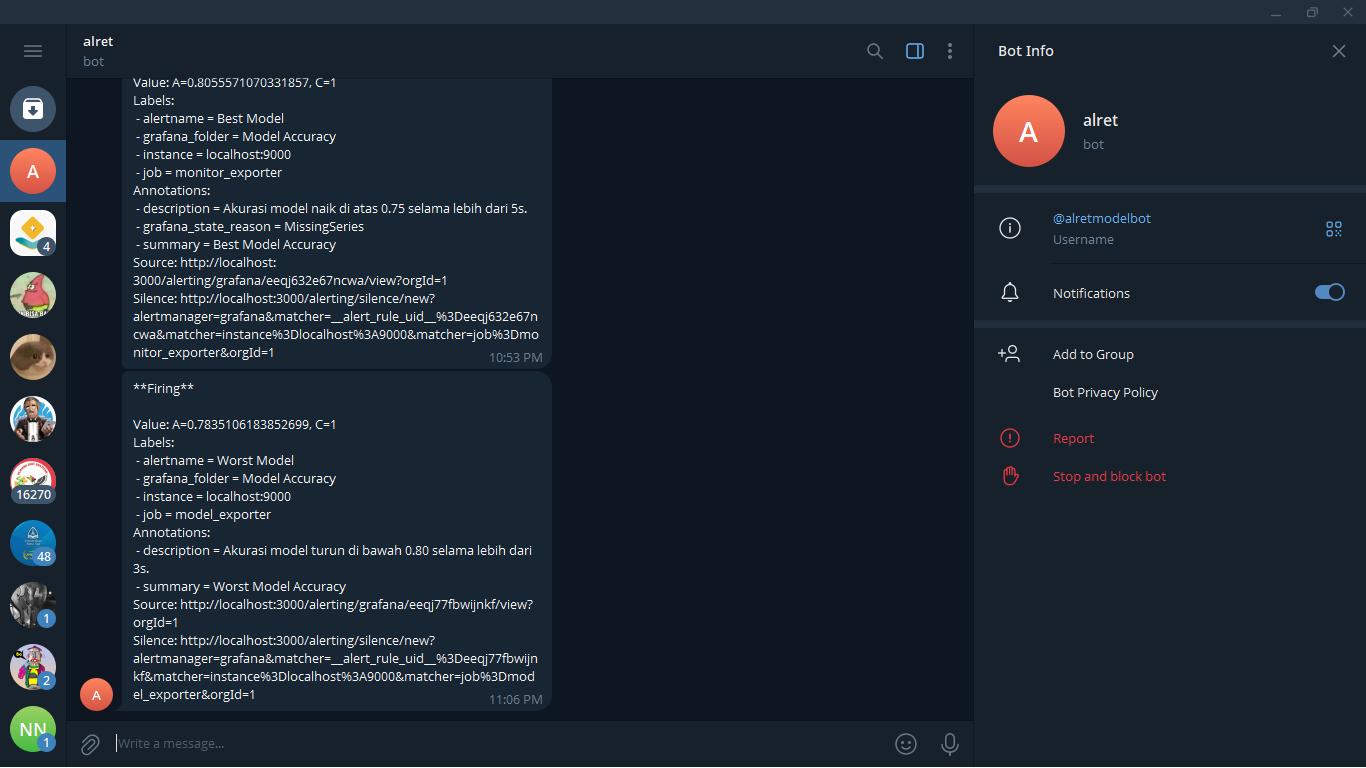 alret
bot
Value: A=0.8055571070331857, C=1
Labels:
- alertname = Best Model
- grafana_folder = Model Accuracy
- instance = localhost:9000
- job = monitor_exporter
Annotations:
- description = Akurasi model naik di atas 0.75 selama lebih dari 5s.
- grafana_state_reason = MissingSeries
- summary = Best Model Accuracy
Source: http://localhost:
3000/alerting/grafana/eeqj632e67ncwa/view?orgId=1
Silence: http://localhost:3000/alerting/silence/new?
alertmanager=grafana&matcher=__alert_rule_uid__%3Deeqj632e67n
cwa&matcher=instance%3Dlocalhost%3A9000&matcher=job%3Dmo
nitor_exporter&orgId=1
10:53 PM
**Firing**
Value: A=0.7835106183852699, C=1
Labels:
- alertname = Worst Model
- grafana_folder = Model Accuracy
- instance = localhost:9000
- job = model_exporter
Annotations:
- description = Akurasi model turun di bawah 0.80 selama lebih dari
3s.
- summary = Worst Model Accuracy
Source: http://localhost:3000/alerting/grafana/eeqj77fbwijnkf/view?
orgId=1
Silence: http://localhost:3000/alerting/silence/new?
alertmanager=grafana&matcher=__alert_rule_uid__%3Deeqj77fbwijn
kf&matcher=instance%3Dlocalhost%3A9000&matcher=job%3Dmod
el_exporter&orgId=1
11:06 PM
A
Write a message...
A
4
16270
48
1
2
NN
1
Bot Info
A
alret
bot
@alretmodelbot
Username
Notifications
Add to Group
Bot Privacy Policy
Report
Stop and block bot